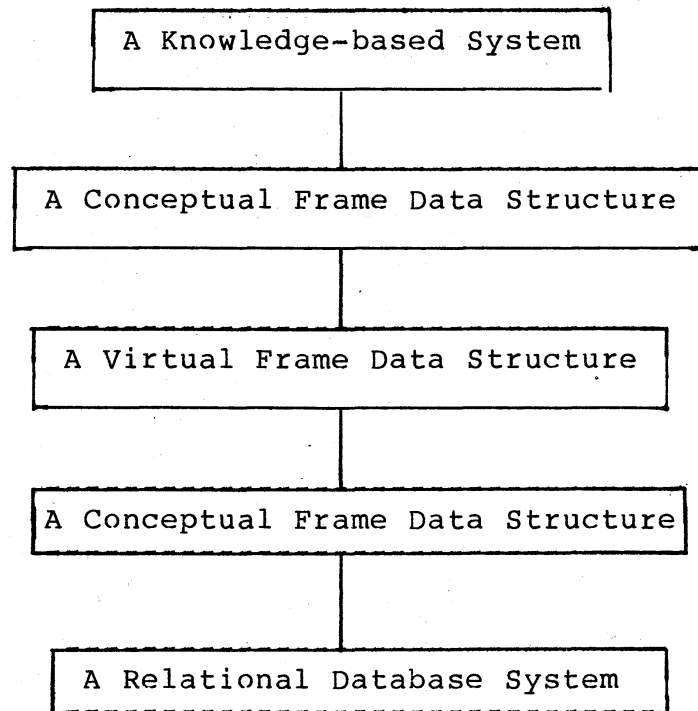 A Knowledge-based System
A Conceptual Frame Data Structure
A Virtual Frame Data Structure
A Conceptual Frame Data Structure
A Relational Database System